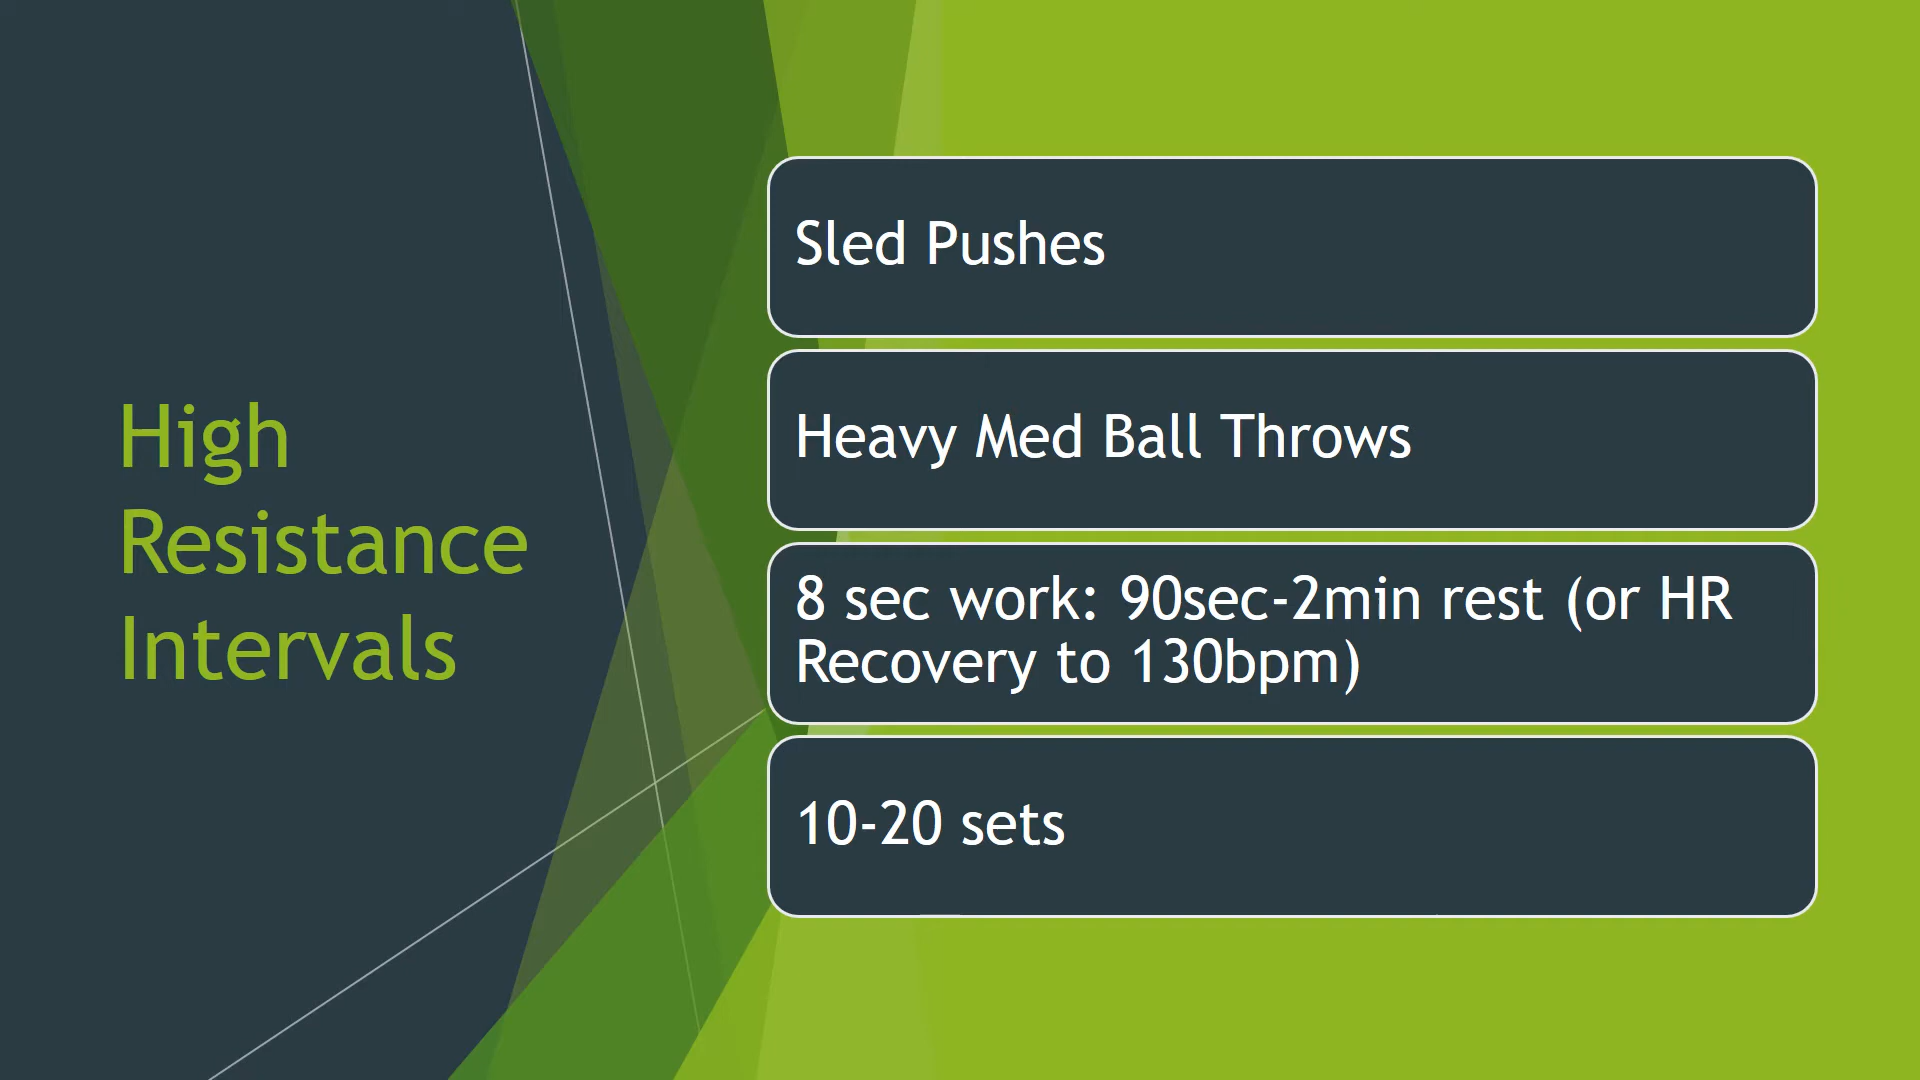 High
Resistance
Intervals
Sled Pushes
Heavy Med Ball Throws
8 sec work: 90sec-2min rest (or HR
Recovery to 130bpm)
10-20 sets